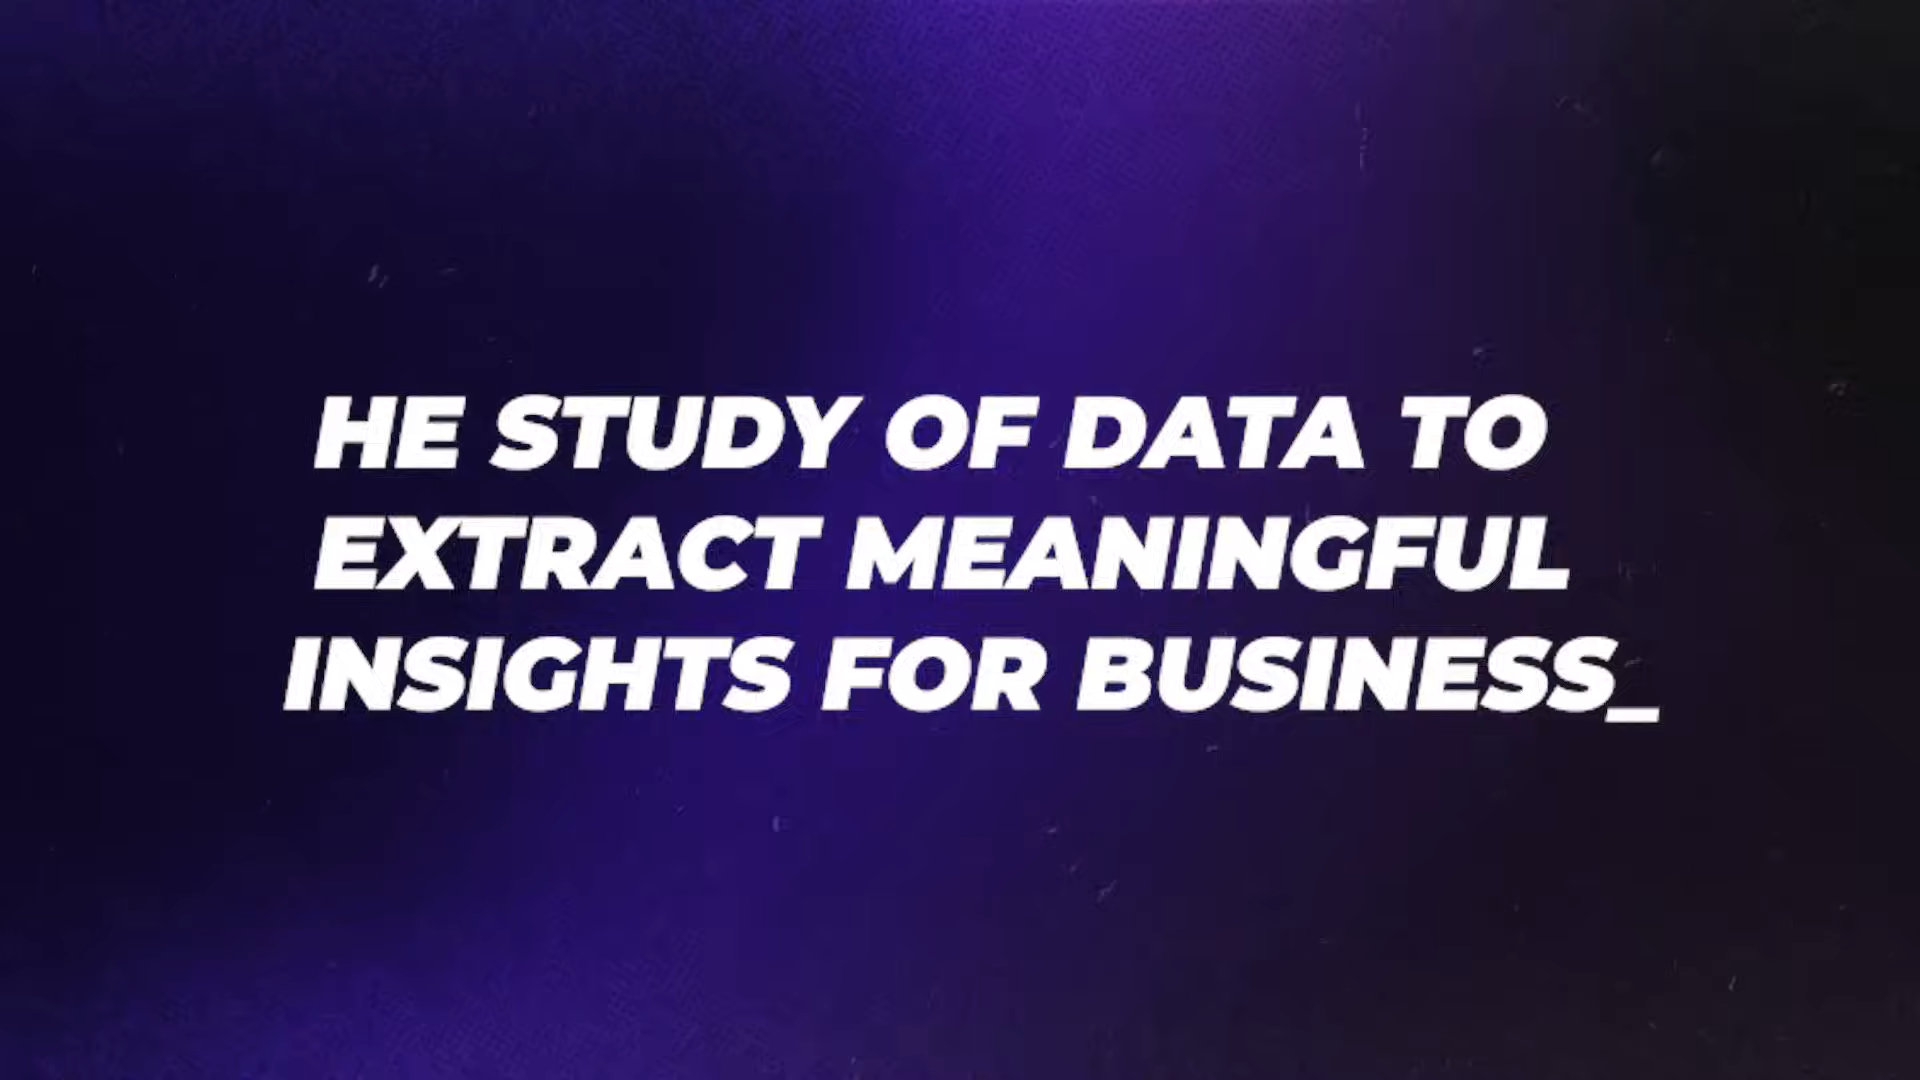 HE STUDY OF DATA TO
EXTRACT MEANINGFUL
INSIGHTS FOR BUSINESS_